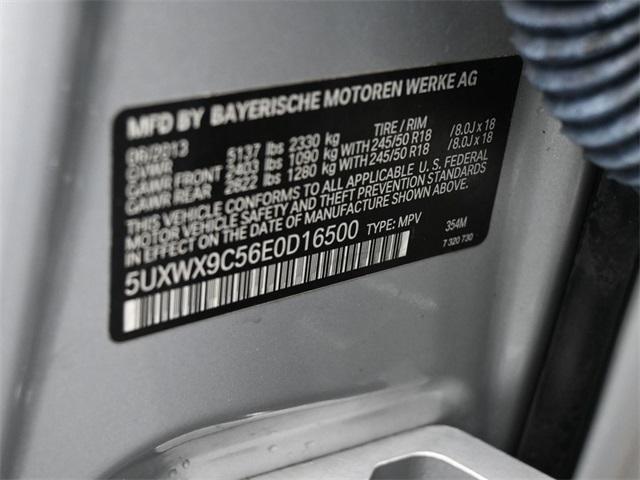 MFD BY BAYERISCHE MOTOREN WERKE AG
06/2013 TIRE / RIM
GVWR 5137 lbs 2330 kg
GAWR FRONT 2403 lbs 1090 kg WITH 245/50 R18 / 8.0J x 18
GAWR REAR 2822 lbs 1280 kg WITH 245/50 R18 / 8.0J x 18
THIS VEHICLE CONFORMS TO ALL APPLICABLE U. S. FEDERAL
MOTOR VEHICLE SAFETY AND THEFT PREVENTION STANDARDS
IN EFFECT ON THE DATE OF MANUFACTURE SHOWN ABOVE.
5UXWX9C56E0D16500 TYPE: MPV 354M
7 320 730